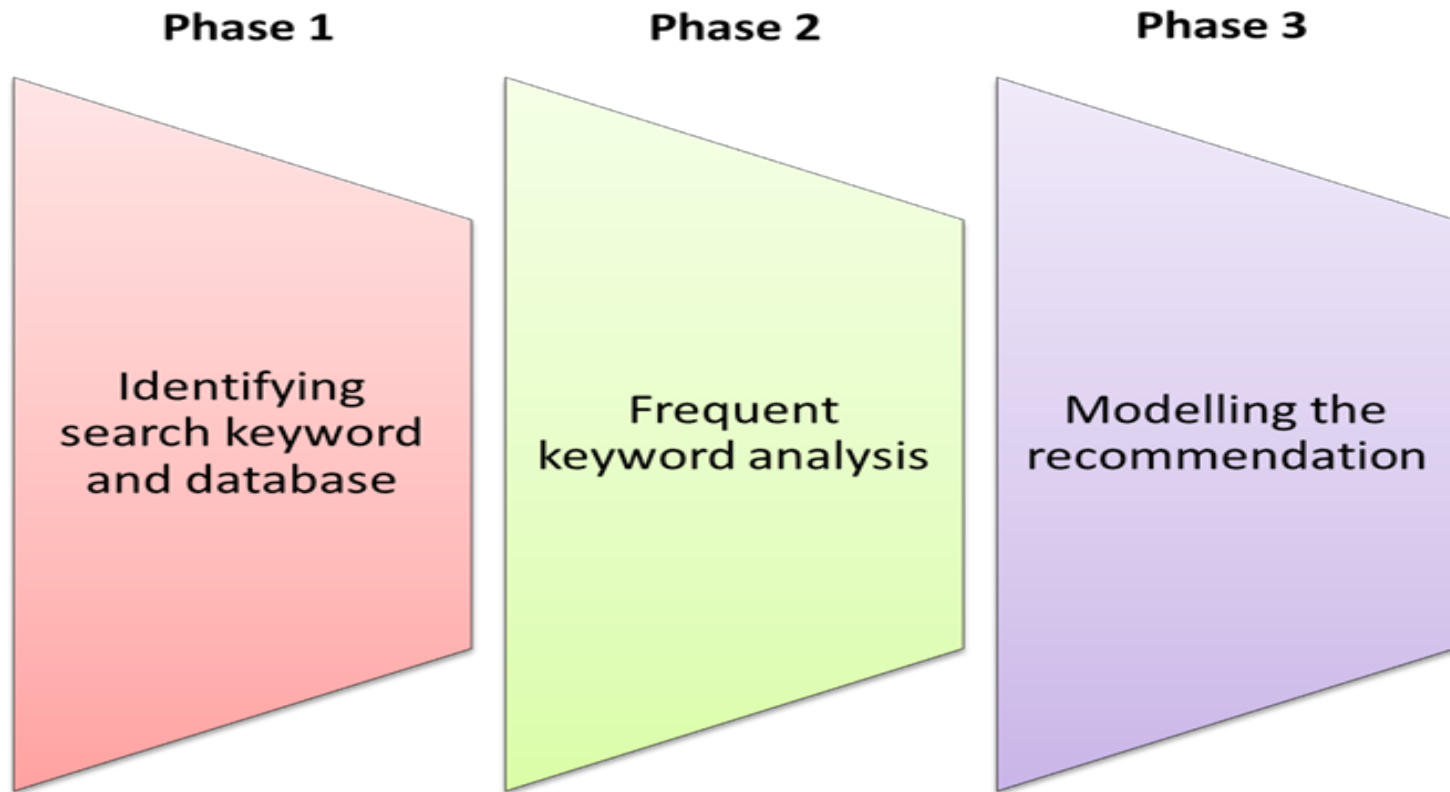 Phase 1
Phase 2
Phase 3
Identifying
search keyword
and database
Frequent
keyword analysis
Modelling the
recommendation